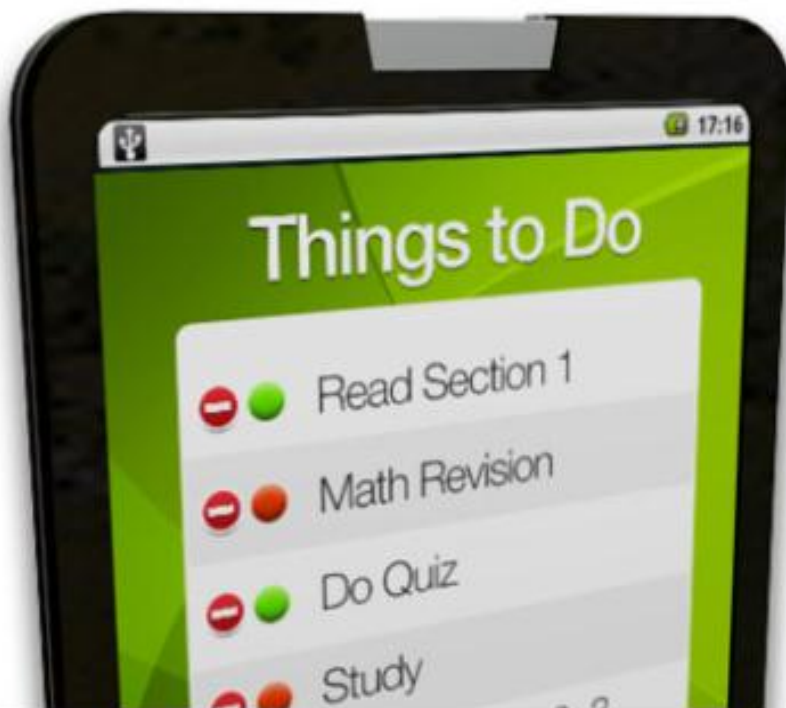 17:16
Things to Do
Read Section 1
Math Revision
Do Quiz
Study